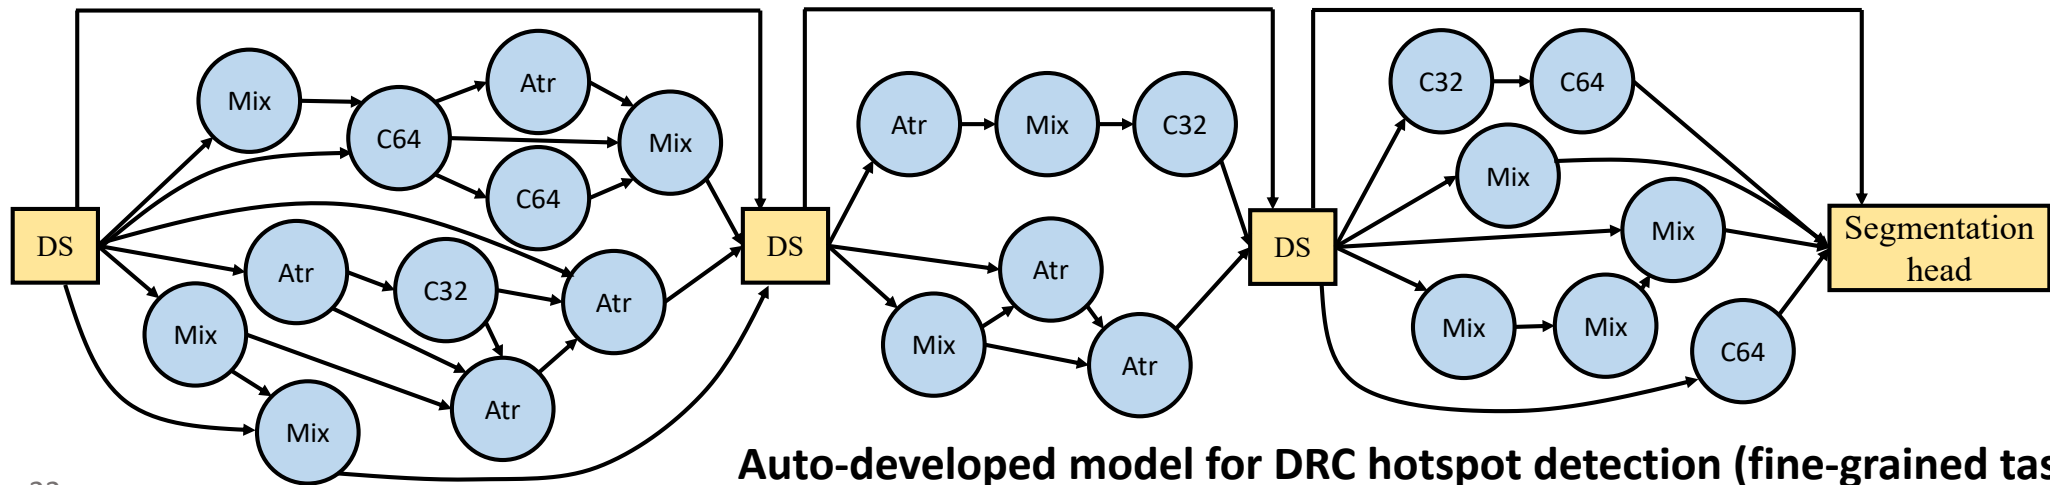 DS
Mix
C64
Atr
C64
Mix
Atr
C32
Atr
Mix
Atr
Mix
DS
Atr
Mix
C32
Atr
Mix
Atr
DS
C32
C64
Mix
Mix
Mix
Mix
C64
Segmentation
head
Auto-developed model for DRC hotspot detection (fine-grained tas